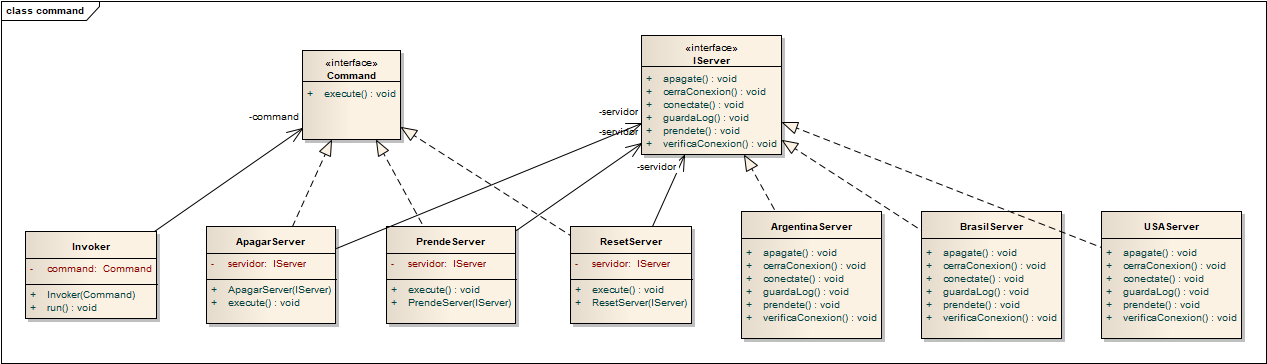 class command
«interface»
Command
+ execute() : void
«interface»
IServer
+ apagate() : void
+ cerraConexion() : void
+ conectate() : void
+ guardaLog() : void
+ prendete() : void
+ verificaConexion() : void
-command
-servidor
-servidor
-servidor
Invoker
- command: Command
+ Invoker(Command)
+ run() : void
ApagarServer
- servidor: IServer
+ ApagarServer(IServer)
+ execute() : void
PrendeServer
- servidor: IServer
+ execute() : void
+ PrendeServer(IServer)
ResetServer
- servidor: IServer
+ execute() : void
+ ResetServer(IServer)
ArgentinaServer
+ apagate() : void
+ cerraConexion() : void
+ conectate() : void
+ guardaLog() : void
+ prendete() : void
+ verificaConexion() : void
BrasilServer
+ apagate() : void
+ cerraConexion() : void
+ conectate() : void
+ guardaLog() : void
+ prendete() : void
+ verificaConexion() : void
USAServer
+ apagate() : void
+ cerraConexion() : void
+ conectate() : void
+ guardaLog() : void
+ prendete() : void
+ verificaConexion() : void